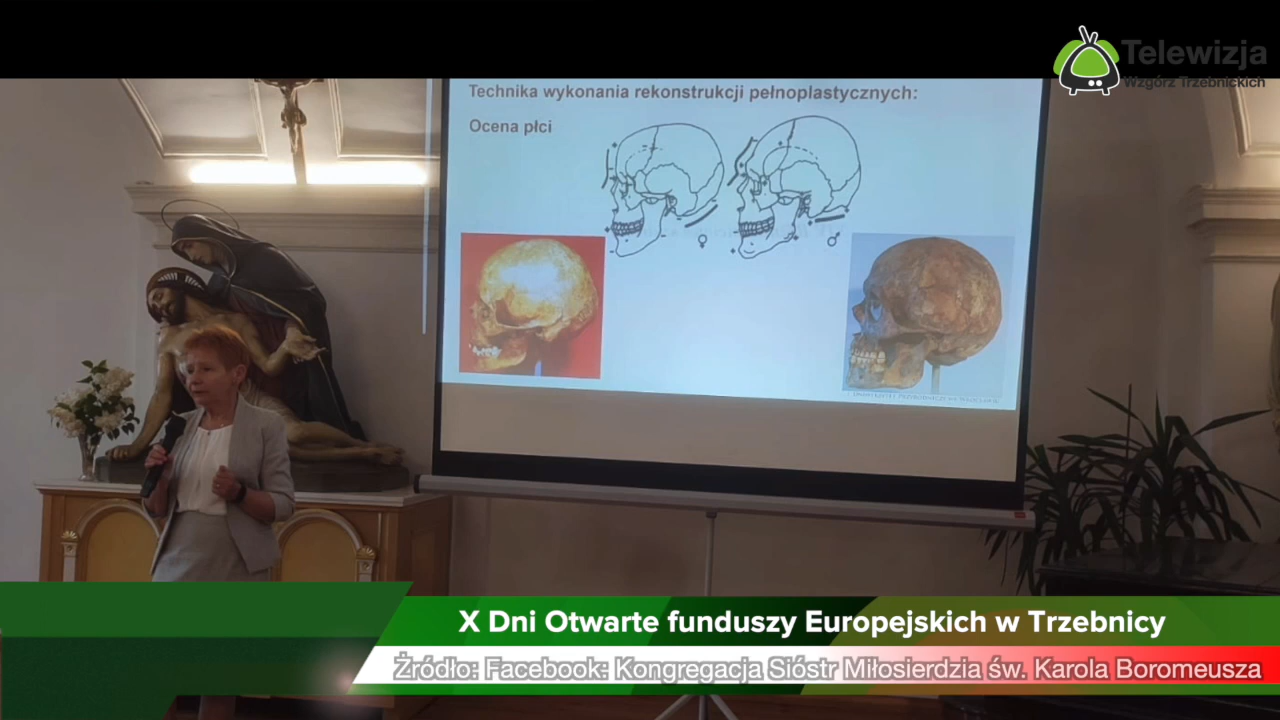 Telewizja
Wzgórz Trzebnickich
Technika wykonania rekonstrukcji pełnoplastycznych:
Ocena płci
♀
♂
X Dni Otwarte funduszy Europejskich w Trzebnicy
Źródło: Facebook: Kongregacja Sióstr Miłosierdzia św. Karola Boromeusza